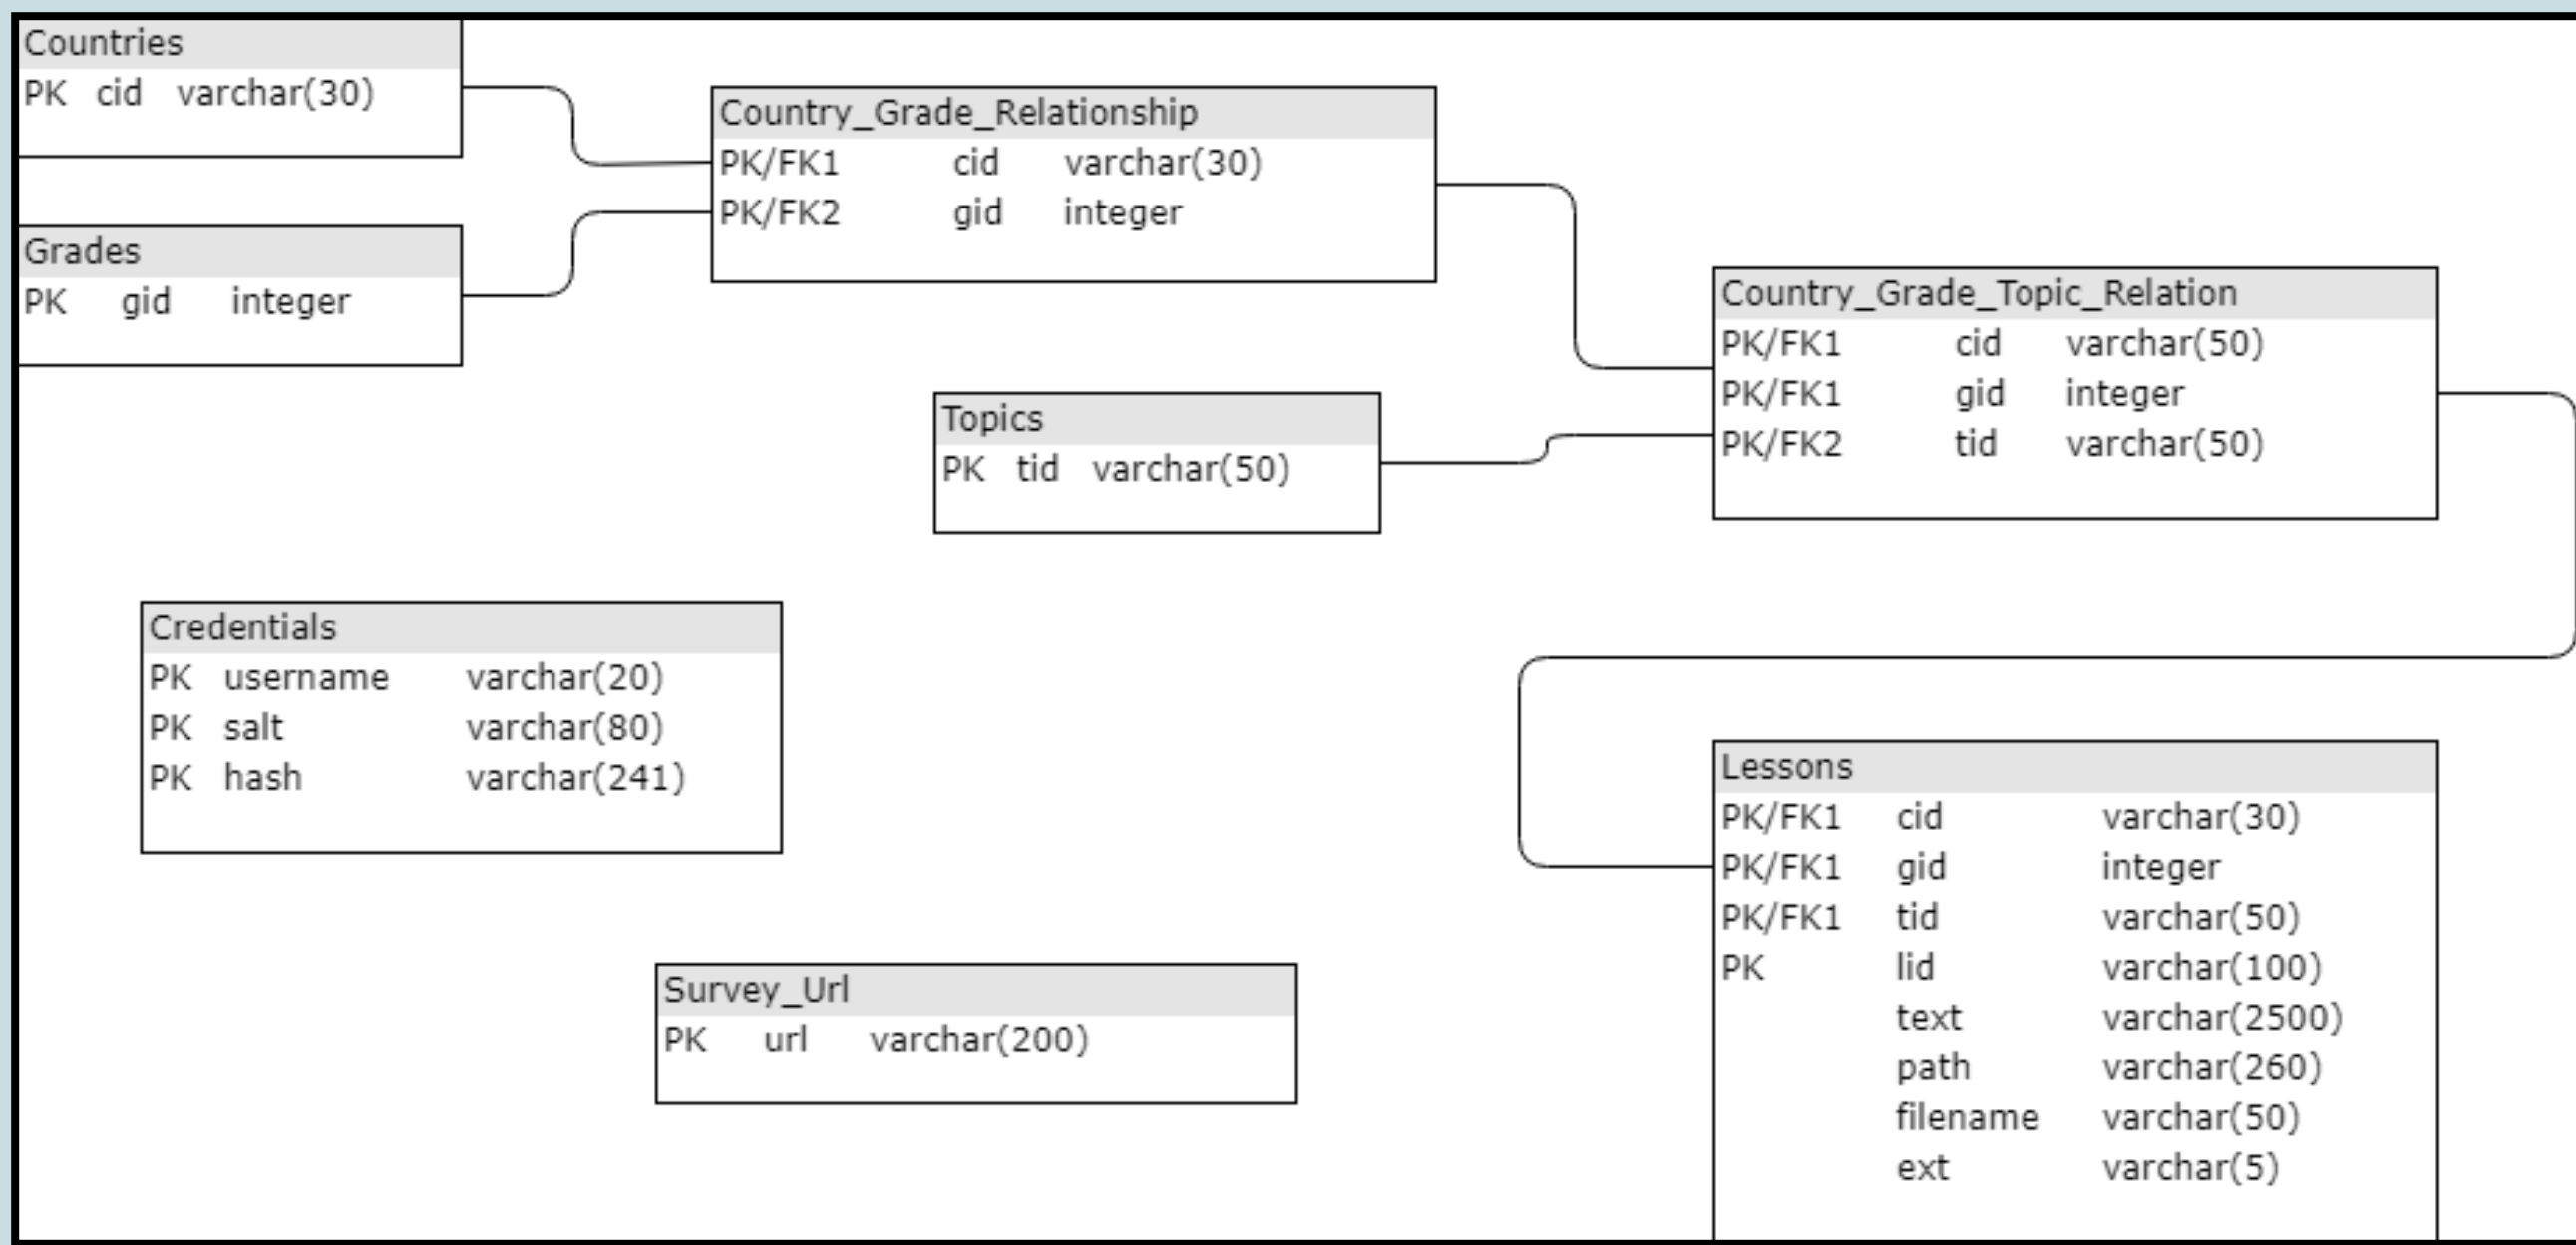 Countries
PK cid varchar(30)
Grades
PK gid integer
Country_Grade_Relationship
PK/FK1 cid varchar(30)
PK/FK2 gid integer
Topics
PK tid varchar(50)
Country_Grade_Topic_Relation
PK/FK1 cid varchar(50)
PK/FK1 gid integer
PK/FK2 tid varchar(50)
Credentials
PK username varchar(20)
PK salt varchar(80)
PK hash varchar(241)
Survey_Url
PK url varchar(200)
Lessons
PK/FK1 cid varchar(30)
PK/FK1 gid integer
PK/FK1 tid varchar(50)
PK lid varchar(100)
text varchar(2500)
path varchar(260)
filename varchar(50)
ext varchar(5)